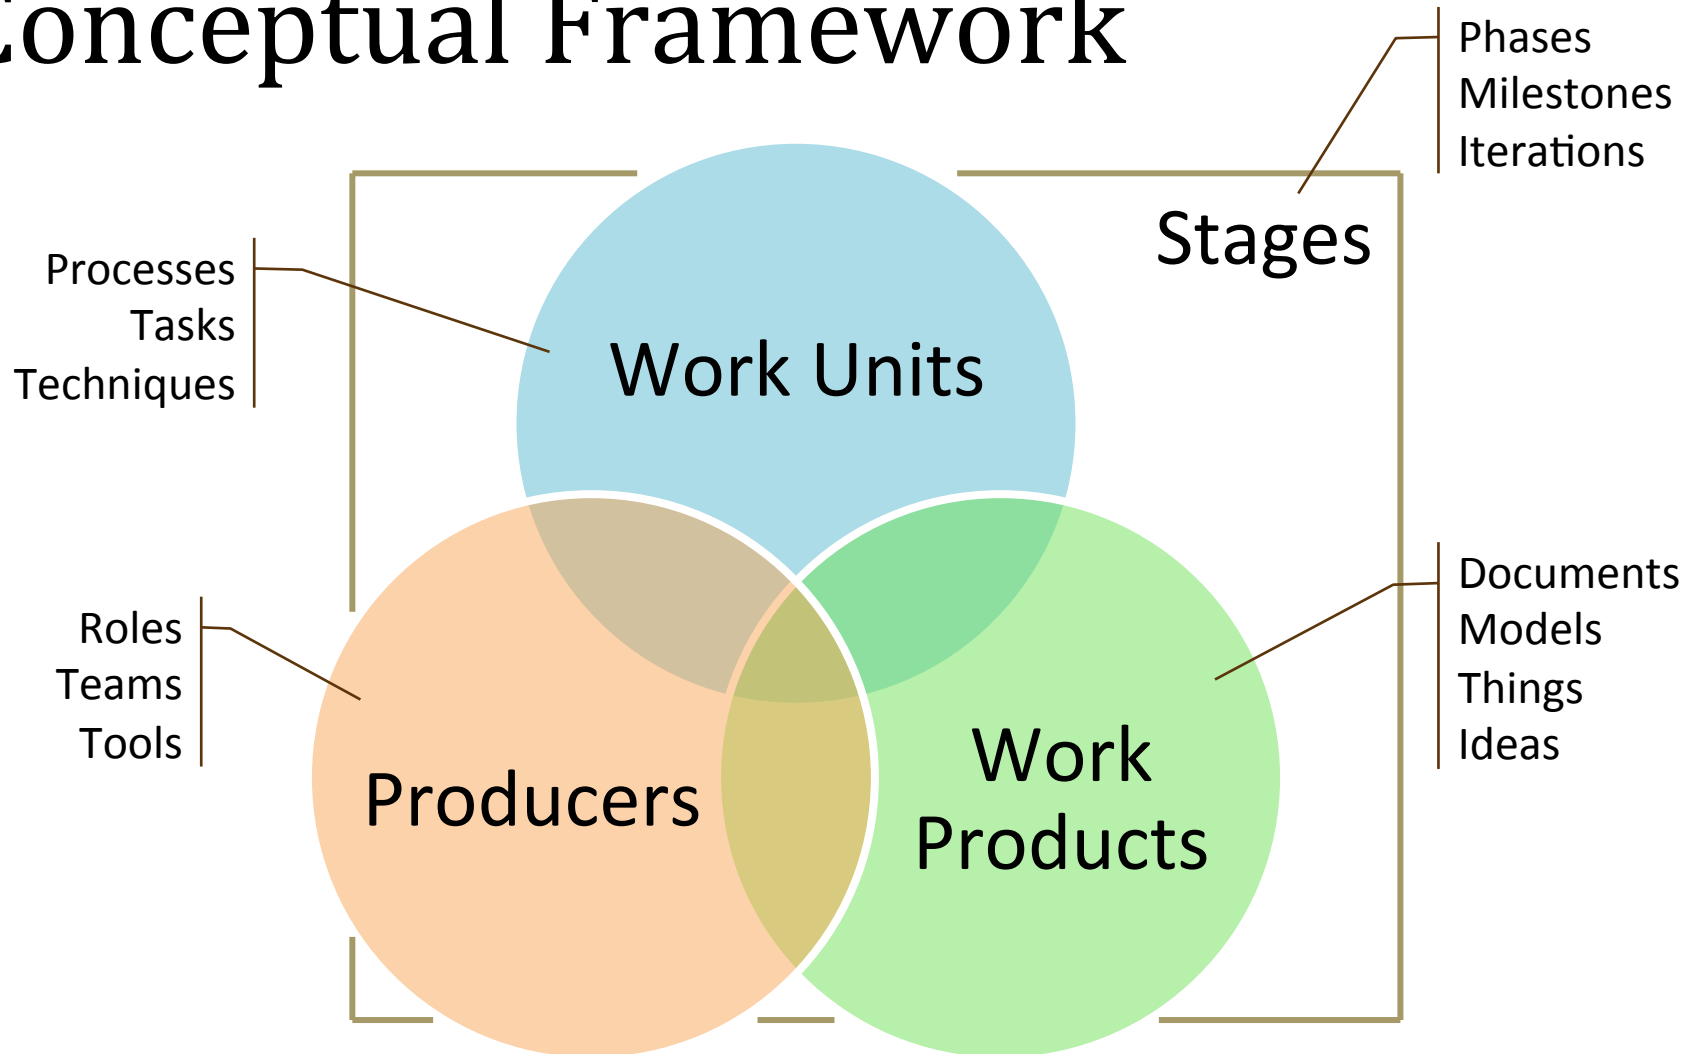 Conceptual Framework
Phases
Milestones
Iterations
Stages
Processes
Tasks
Techniques
Work Units
Roles
Teams
Tools
Producers
Documents
Models
Things
Ideas
Work
Products